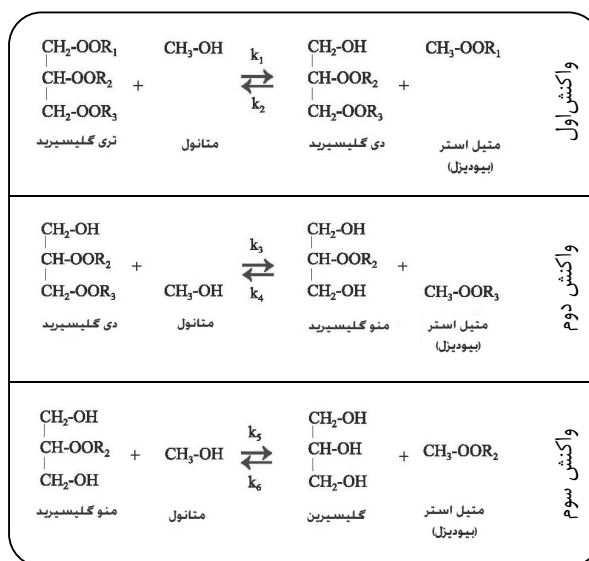 CH₂-OOR₁ CH₃-OH k₁ CH₂-OH CH₃-OOR₁
CH-OOR₂ + CH-OOR₂ +
CH₂-OOR₃ k₂ CH₂-OOR₃
تری گلیسیرید متانول دی گلیسیرید متیل استر
(بیودیزل)
واکنش اول
CH₂-OH k₃ CH₂-OH
CH-OOR₂ + CH-OOR₂ +
CH₂-OOR₃ CH₃-OH k₄ CH₂-OH CH₃-OOR₃
دی گلیسیرید متانول منو گلیسیرید متیل استر
(بیودیزل)
واکنش دوم
CH₂-OH k₅ CH₂-OH
CH-OOR₂ + CH₃-OH CH-OH + CH₃-OOR₂
CH₂-OH k₆ CH₂-OH
منو گلیسیرید متانول گلیسیرین متیل استر
(بیودیزل)
واکنش سوم